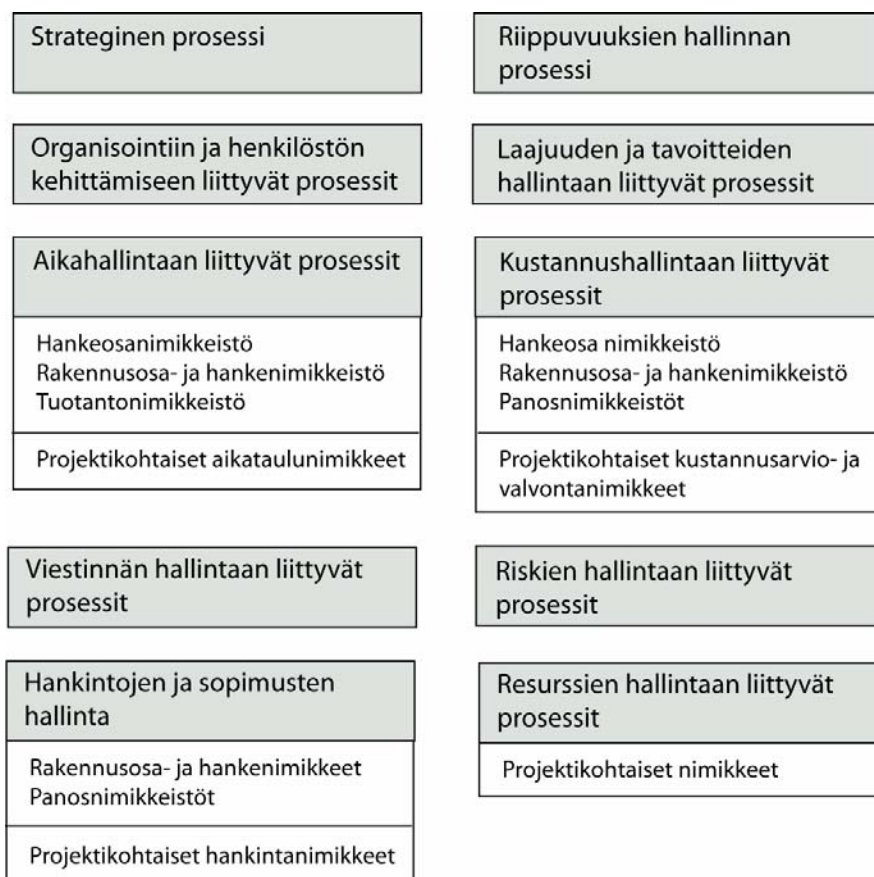 Strateginen prosessi
Riippuvuuksien hallinnan
prosessi
Organisointiin ja henkilöstön
kehittämiseen liittyvät prosessit
Laajuuden ja tavoitteiden
hallintaan liittyvät prosessit
Aikahallintaan liittyvät prosessit
Hankeosanimikkeistö
Rakennusosa- ja hankenimikkeistö
Tuotantonimikkeistö
Projektikohtaiset aikataulunimikkeet
Kustannushallintaan liittyvät
prosessit
Hankeosa nimikkeistö
Rakennusosa- ja hankenimikkeistö
Panosnimikkeistöt
Projektikohtaiset kustannusarvio- ja
valvontanimikkeet
Viestinnän hallintaan liittyvät
prosessit
Riskien hallintaan liittyvät
prosessit
Hankintojen ja sopimusten
hallinta
Rakennusosa- ja hankenimikkeet
Panosnimikkeistöt
Projektikohtaiset hankintanimikkeet
Resurssien hallintaan liittyvät
prosessit
Projektikohtaiset nimikkeet